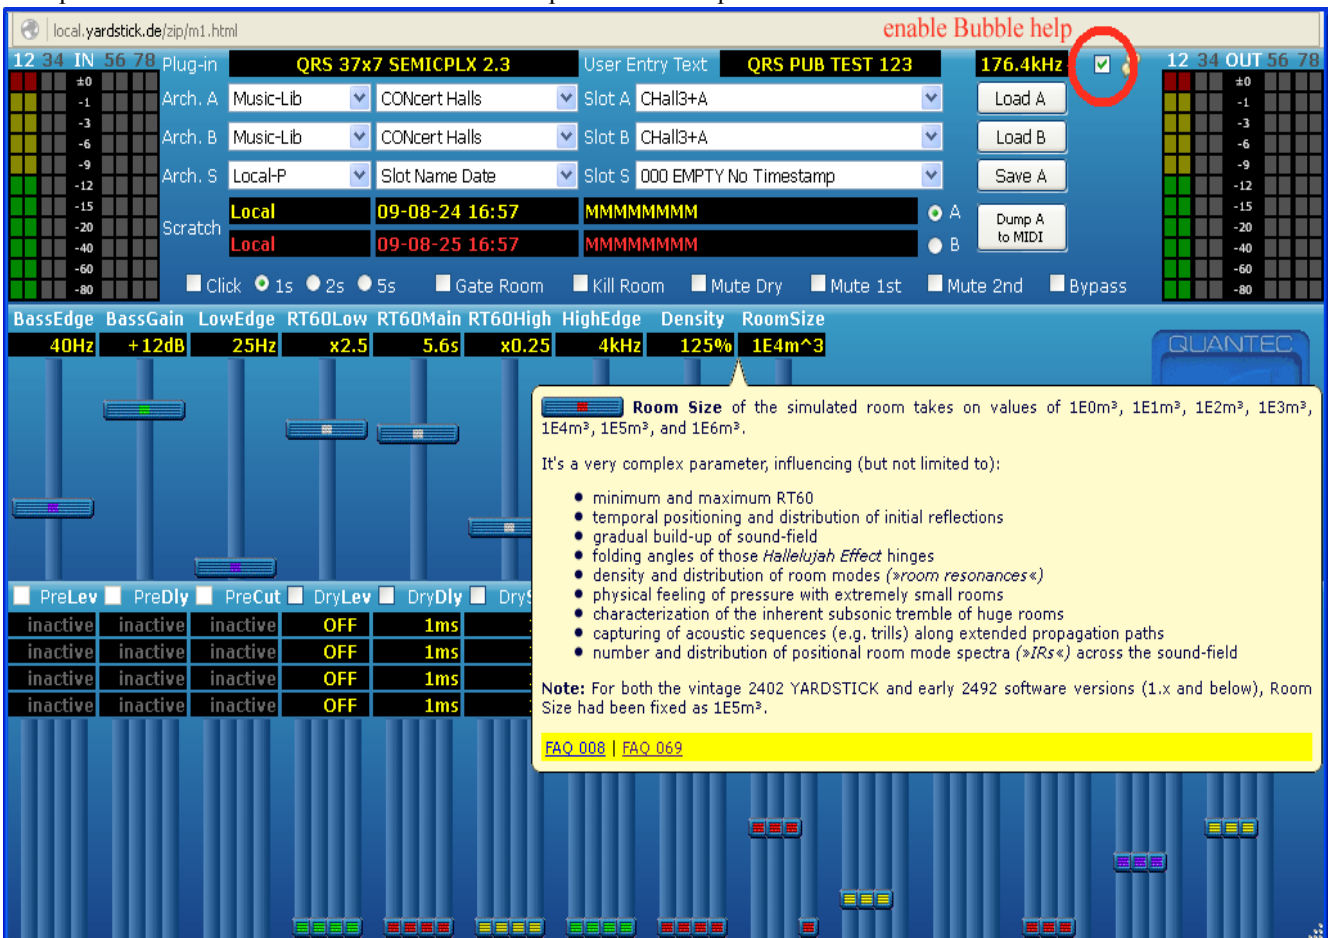 enable Bubble help
local.yardstick.de/zip/m1.html
12 34 IN 56 78
±0
-1
-3
-6
-9
-12
-15
-20
-40
-60
-80
Plug-in QRS 37x7 SEMICPLX 2.3 User Entry Text QRS PUB TEST 123 176.4kHz
Arch. A Music-Lib CONcert Halls Slot A CHall3+A Load A
Arch. B Music-Lib CONcert Halls Slot B CHall3+A Load B
Arch. S Local-P Slot Name Date Slot S 000 EMPTY No Timestamp Save A
Scratch
Local 09-08-24 16:57 MMMMMMMM A
Local 09-08-25 16:57 MMMMMMMM B
Dump A
to MIDI
Click 1s 2s 5s Gate Room Kill Room Mute Dry Mute 1st Mute 2nd Bypass
12 34 OUT 56 78
±0
-1
-3
-6
-9
-12
-15
-20
-40
-60
-80
BassEdge BassGain LowEdge RT60Low RT60Main RT60High HighEdge Density RoomSize
40Hz +12dB 25Hz x2.5 5.6s x0.25 4kHz 125% 1E4m^3
QUANTEC
Room Size of the simulated room takes on values of 1E0m³, 1E1m³, 1E2m³, 1E3m³,
1E4m³, 1E5m³, and 1E6m³.
It's a very complex parameter, influencing (but not limited to):
• minimum and maximum RT60
• temporal positioning and distribution of initial reflections
• gradual build-up of sound-field
• folding angles of those Hallelujah Effect hinges
• density and distribution of room modes (»room resonances«)
• physical feeling of pressure with extremely small rooms
• characterization of the inherent subsonic tremble of huge rooms
• capturing of acoustic sequences (e.g. trills) along extended propagation paths
• number and distribution of positional room mode spectra (»IRs«) across the sound-field
Note: For both the vintage 2402 YARDSTICK and early 2492 software versions (1.x and below), Room
Size had been fixed as 1E5m³.
FAQ 008 | FAQ 069
PreLev PreDly PreCut DryLev DryDly
inactive inactive inactive OFF 1ms
inactive inactive inactive OFF 1ms
inactive inactive inactive OFF 1ms
inactive inactive inactive OFF 1ms